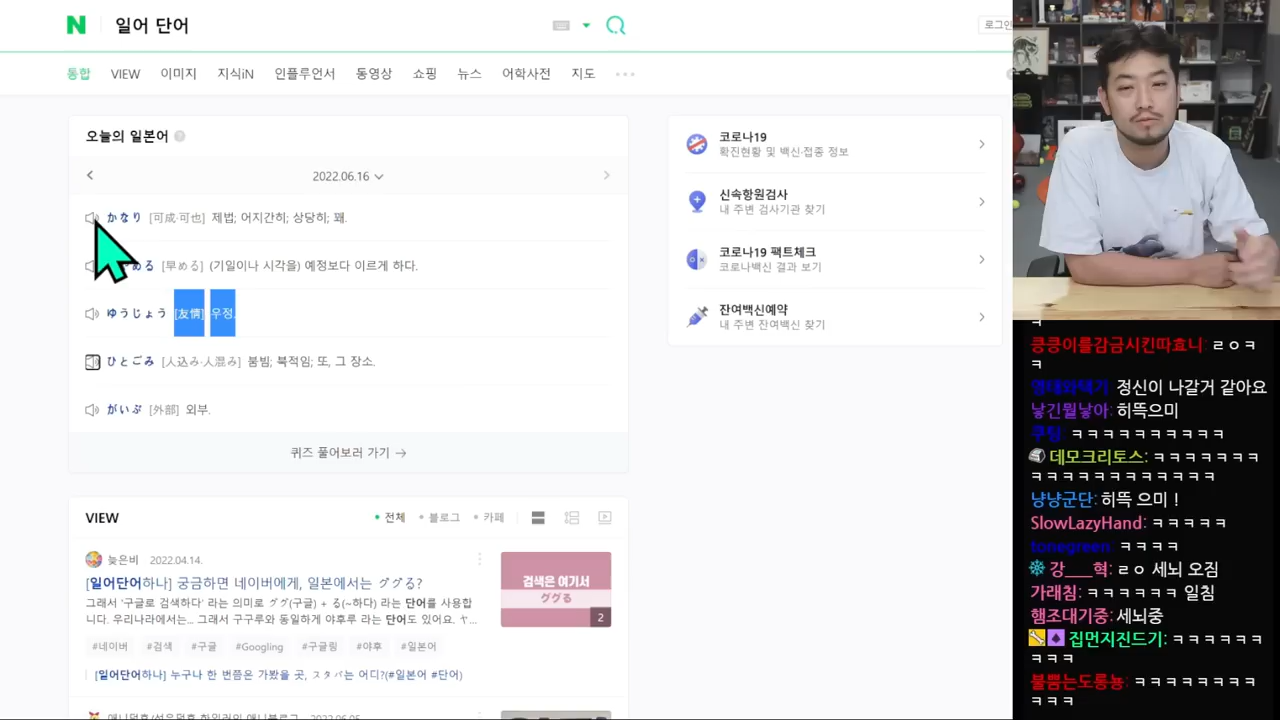 N 일어 단어
로그인
통합 VIEW 이미지 지식iN 인플루언서 동영상 쇼핑 뉴스 어학사전 지도
오늘의 일본어
2022.06.16
かなり [可成·可也] 제법; 어지간히; 상당히; 꽤.
める [早める] (기일이나 시각을) 예정보다 이르게 하다.
ゆうじょう [友情] 우정.
ひとごみ [人込み·人混み] 붐빔; 북적임; 또, 그 장소.
がいぶ [外部] 외부.
퀴즈 풀어보러 가기 →
코로나19
확진현황 및 백신·접종 정보
신속항원검사
내 주변 검사기관 찾기
코로나19 팩트체크
코로나백신 결과 보기
잔여백신예약
내 주변 잔여백신 찾기
VIEW
전체 블로그 카페
늦은비 2022.04.14.
[일어단어하나] 궁금하면 네이버에게, 일본에서는 ググる?
그래서 '구글로 검색하다' 라는 의미로 ググ(구글) + る(~하다) 라는 단어를 사용합
니다. 우리나라에서는... 그래서 구구루와 동일하게 야후루 라는 단어도 있어요. ヤ...
#네이버 #검색 #구글 #Googling #구글링 #야후 #일본어
[일어단어하나] 누구나 한 번쯤은 가봤을 곳, スタバ는 어디?(#일본어 #단어)
검색은 여기서
ググる
2
2022.06.05.
ㅋ
킁킁이를감금시킨따효니: ㄹㅇㅋ
ㅋ
명태와택기: 정신이 나갈거 같아요
낳긴뭘낳아: 히뜩으미
쿠팀: ㅋㅋㅋㅋㅋㅋㅋㅋㅋㅋ
데모크리토스: ㅋㅋㅋㅋㅋㅋㅋ
ㅋㅋㅋㅋㅋㅋㅋㅋㅋㅋㅋㅋ
냥냥군단: 히뜩 으미 !
SlowLazyHand: ㅋㅋㅋㅋㅋ
tonegreen: ㅋㅋㅋㅋ
강___혁: ㄹㅇ 세뇌 오짐
가래침: ㅋㅋㅋㅋㅋㅋ 일침
햄조대기중: 세뇌중
집먼지진드기: ㅋㅋㅋㅋㅋㅋ
ㅋㅋㅋ
불뿜는도롱뇽: ㅋㅋㅋㅋㅋㅋㅋㅋ
ㅋㅋㅋ